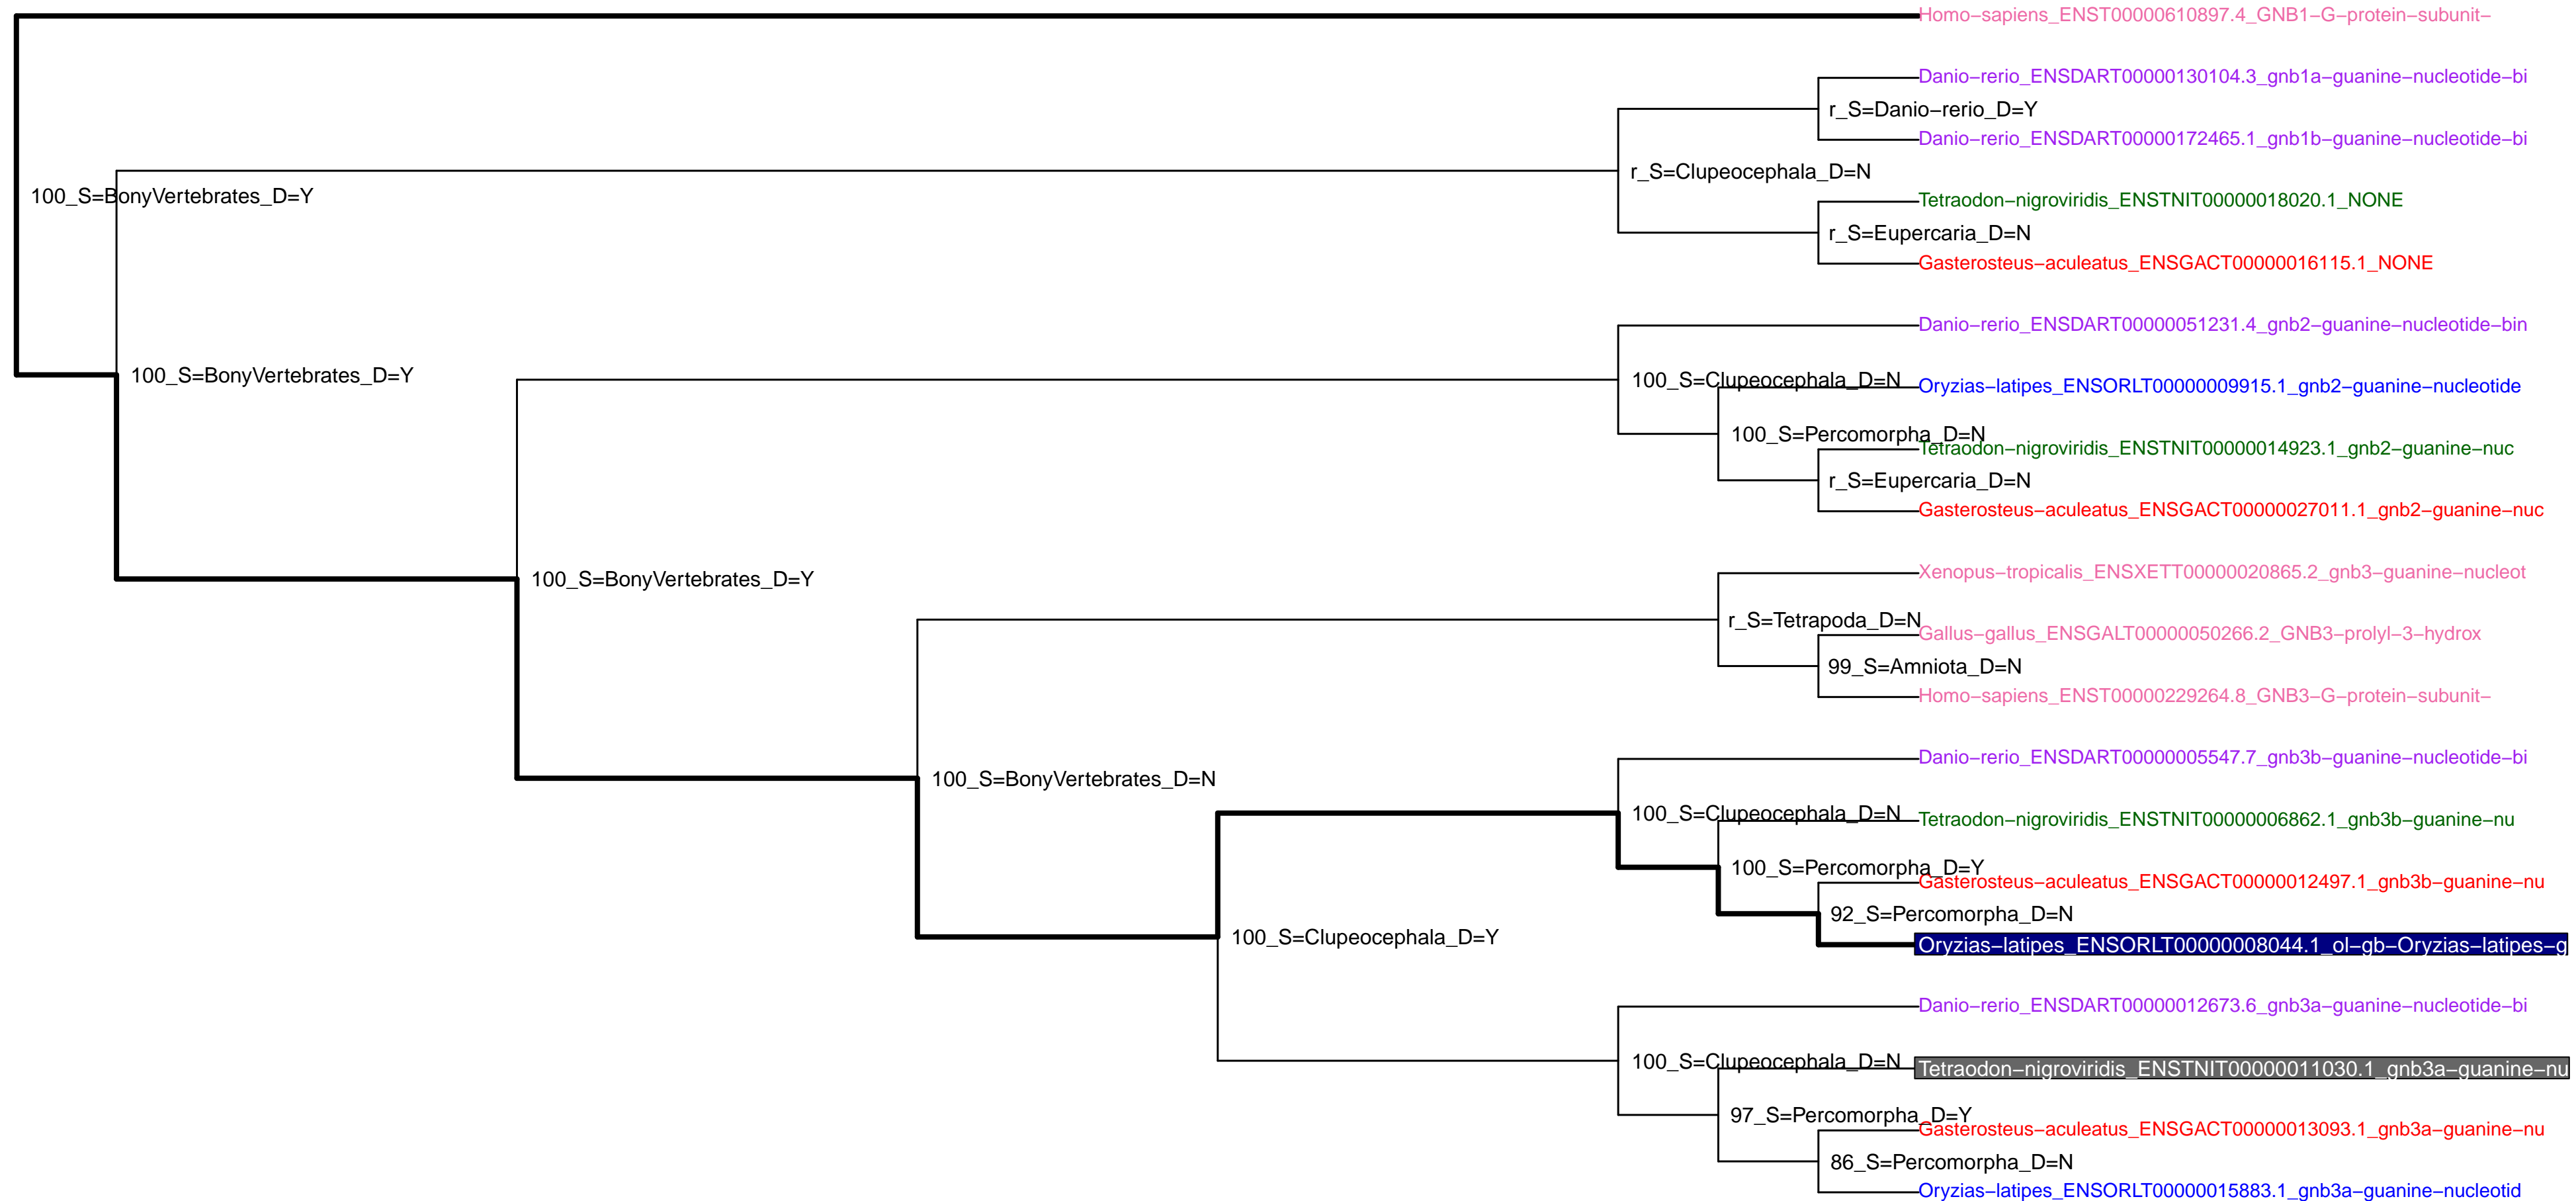 Homo−sapiens_ENST00000610897.4_GNB1−G−protein−subunit−
Danio−rerio_ENSDART00000130104.3_gnb1a−guanine−nucleotide−bi
r_S=Danio−rerio_D=Y
Danio−rerio_ENSDART00000172465.1_gnb1b−guanine−nucleotide−bi
r_S=Clupeocephala_D=N
100_S=BonyVertebrates_D=Y
Tetraodon−nigroviridis_ENSTNIT00000018020.1_NONE
r_S=Eupercaria_D=N
Gasterosteus−aculeatus_ENSGACT00000016115.1_NONE
Danio−rerio_ENSDART00000051231.4_gnb2−guanine−nucleotide−bin
100_S=BonyVertebrates_D=Y
100_S=Clupeocephala_D=N
Oryzias−latipes_ENSORLT00000009915.1_gnb2−guanine−nucleotide
100_S=Percomorpha_D=N
Tetraodon−nigroviridis_ENSTNIT00000014923.1_gnb2−guanine−nuc
r_S=Eupercaria_D=N
Gasterosteus−aculeatus_ENSGACT00000027011.1_gnb2−guanine−nuc
Xenopus−tropicalis_ENSXETT00000020865.2_gnb3−guanine−nucleot
100_S=BonyVertebrates_D=Y
r_S=Tetrapoda_D=N
Gallus−gallus_ENSGALT00000050266.2_GNB3−prolyl−3−hydrox
99_S=Amniota_D=N
Homo−sapiens_ENST00000229264.8_GNB3−G−protein−subunit−
Danio−rerio_ENSDART00000005547.7_gnb3b−guanine−nucleotide−bi
100_S=BonyVertebrates_D=N
100_S=Clupeocephala_D=N
Tetraodon−nigroviridis_ENSTNIT00000006862.1_gnb3b−guanine−nu
100_S=Percomorpha_D=Y
Gasterosteus−aculeatus_ENSGACT00000012497.1_gnb3b−guanine−nu
92_S=Percomorpha_D=N
100_S=Clupeocephala_D=Y
Oryzias−latipes_ENSORLT00000008044.1_ol−gb−Oryzias−latipes−g
Danio−rerio_ENSDART00000012673.6_gnb3a−guanine−nucleotide−bi
100_S=Clupeocephala_D=N
Tetraodon−nigroviridis_ENSTNIT00000011030.1_gnb3a−guanine−nu
97_S=Percomorpha_D=Y
Gasterosteus−aculeatus_ENSGACT00000013093.1_gnb3a−guanine−nu
86_S=Percomorpha_D=N
Oryzias−latipes_ENSORLT00000015883.1_gnb3a−guanine−nucleotid